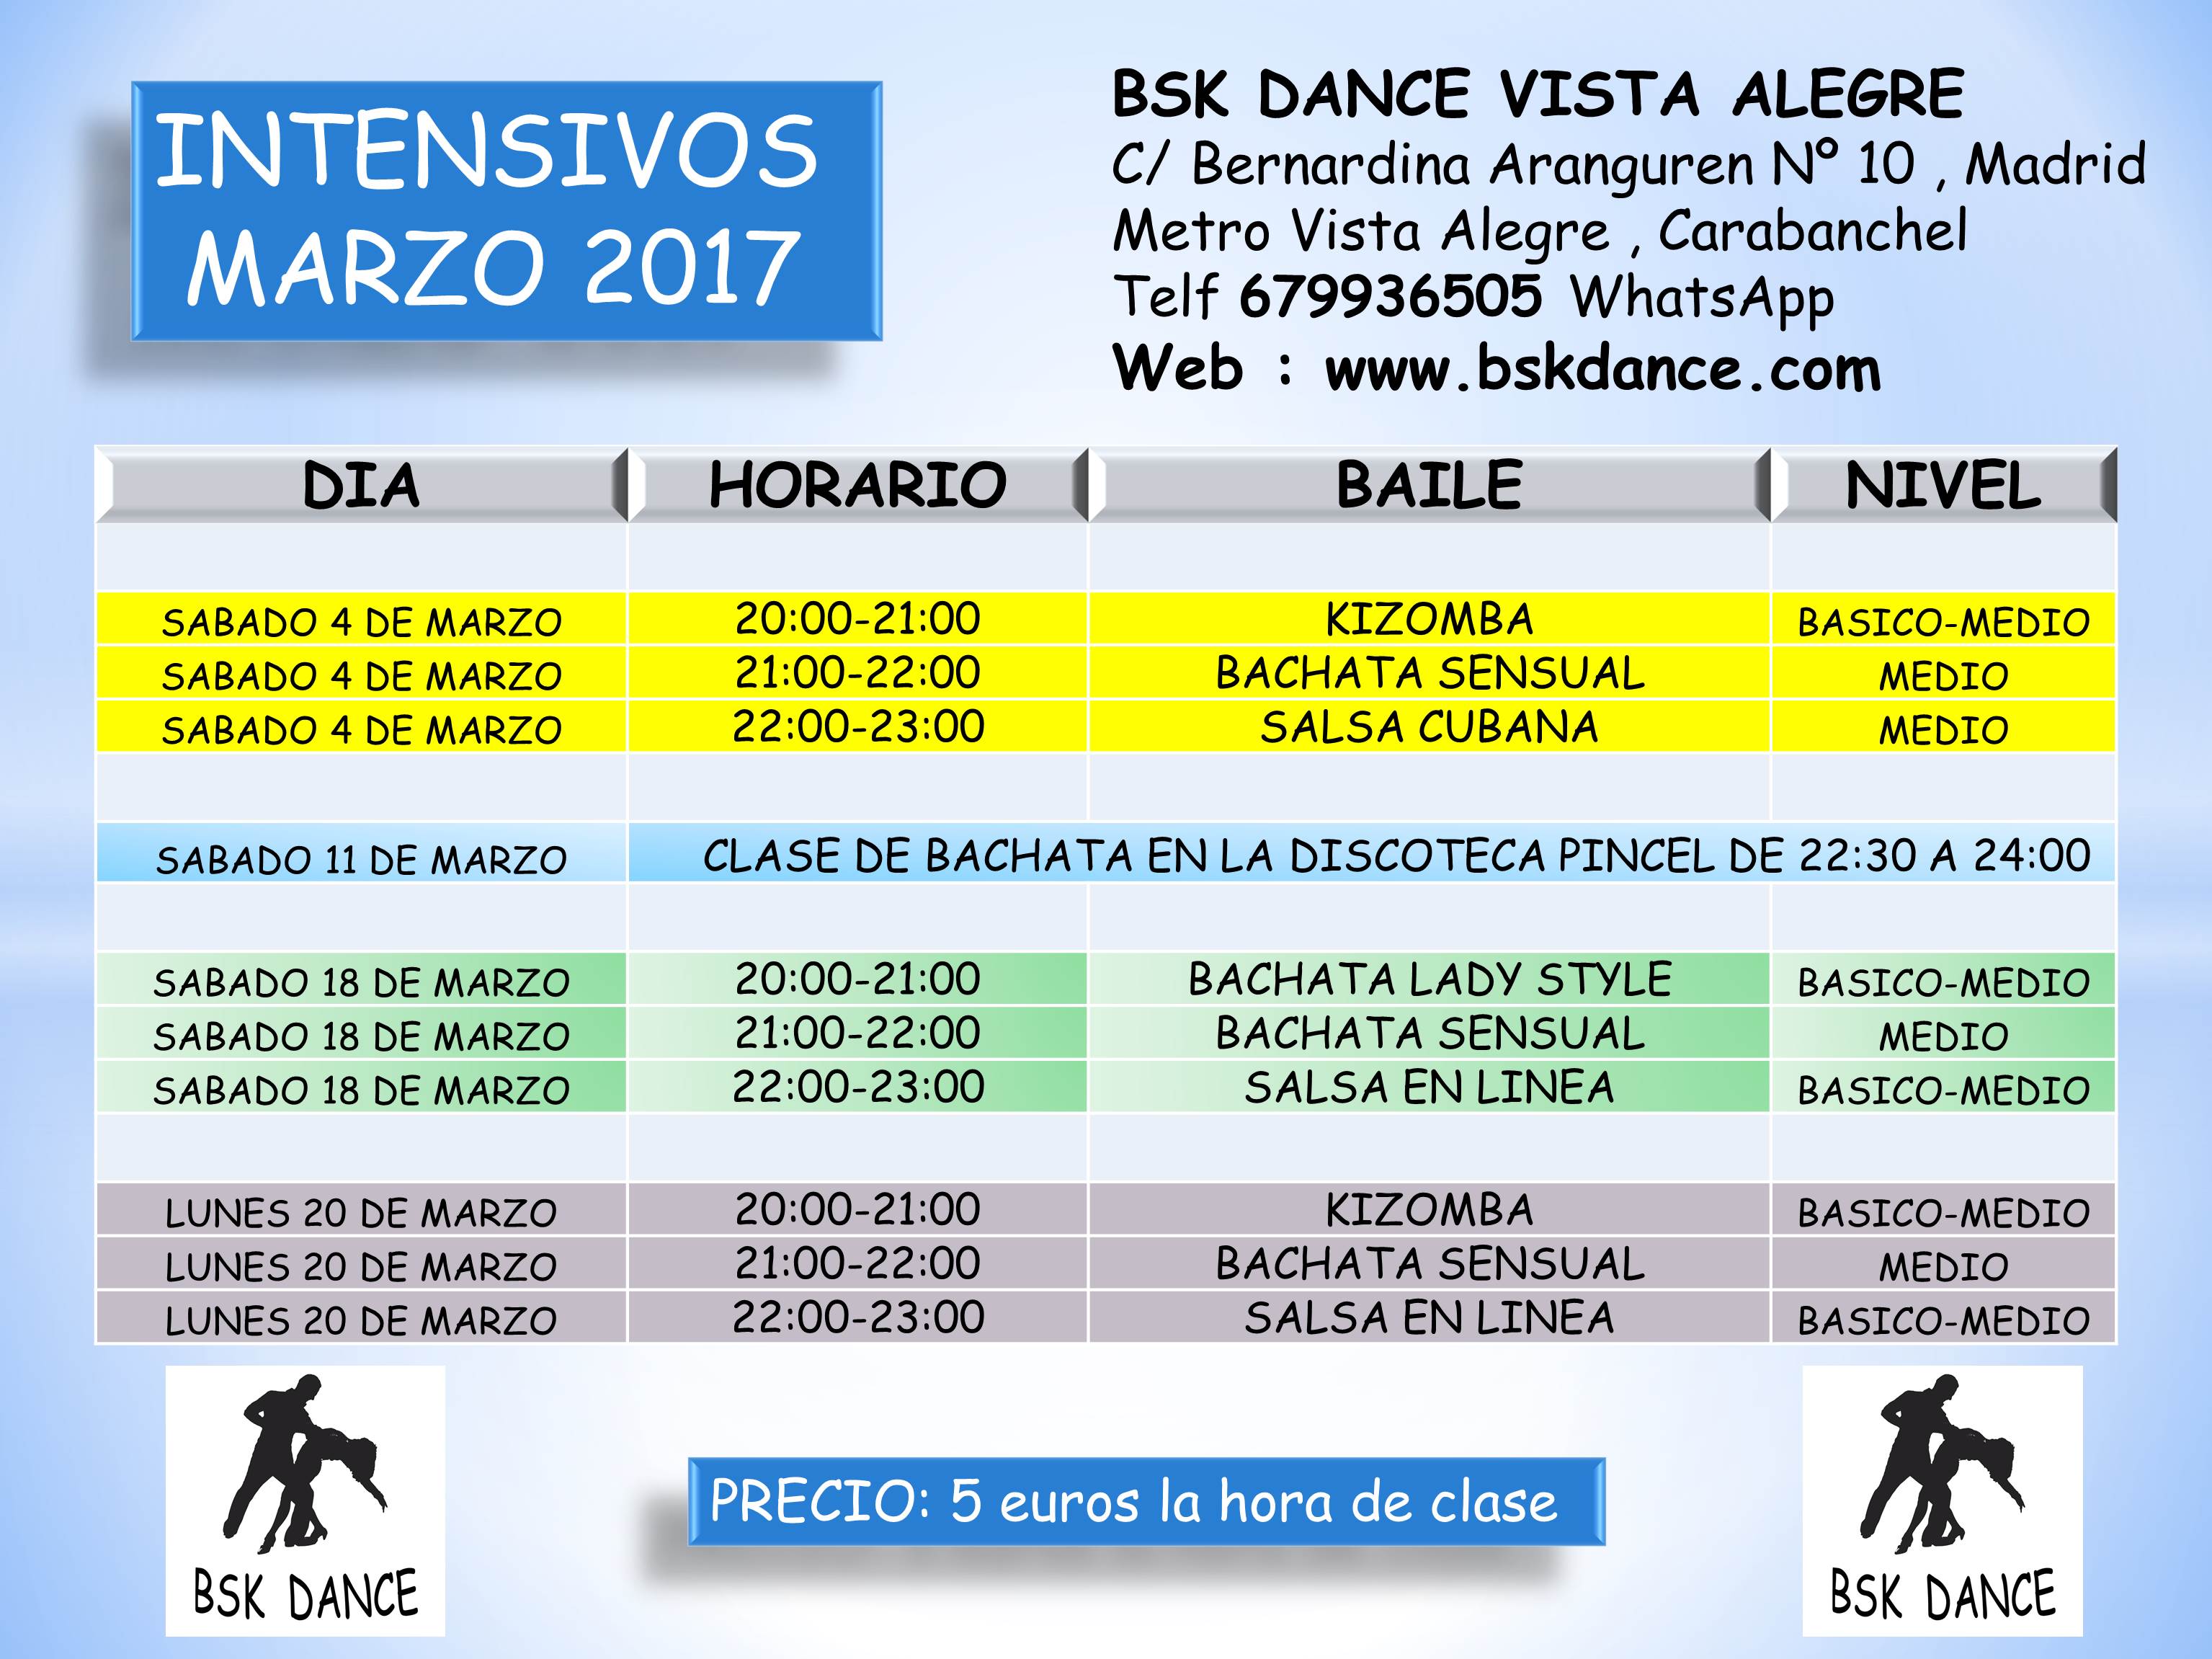 INTENSIVOS
MARZO 2017
BSK DANCE VISTA ALEGRE
C/ Bernardina Aranguren Nº 10 , Madrid
Metro Vista Alegre , Carabanchel
Telf 679936505 WhatsApp
Web : www.bskdance.com
DIA HORARIO BAILE NIVEL
SABADO 4 DE MARZO 20:00-21:00 KIZOMBA BASICO-MEDIO
SABADO 4 DE MARZO 21:00-22:00 BACHATA SENSUAL MEDIO
SABADO 4 DE MARZO 22:00-23:00 SALSA CUBANA MEDIO
SABADO 11 DE MARZO CLASE DE BACHATA EN LA DISCOTECA PINCEL DE 22:30 A 24:00
SABADO 18 DE MARZO 20:00-21:00 BACHATA LADY STYLE BASICO-MEDIO
SABADO 18 DE MARZO 21:00-22:00 BACHATA SENSUAL MEDIO
SABADO 18 DE MARZO 22:00-23:00 SALSA EN LINEA BASICO-MEDIO
LUNES 20 DE MARZO 20:00-21:00 KIZOMBA BASICO-MEDIO
LUNES 20 DE MARZO 21:00-22:00 BACHATA SENSUAL MEDIO
LUNES 20 DE MARZO 22:00-23:00 SALSA EN LINEA BASICO-MEDIO
PRECIO: 5 euros la hora de clase
BSK DANCE
BSK DANCE